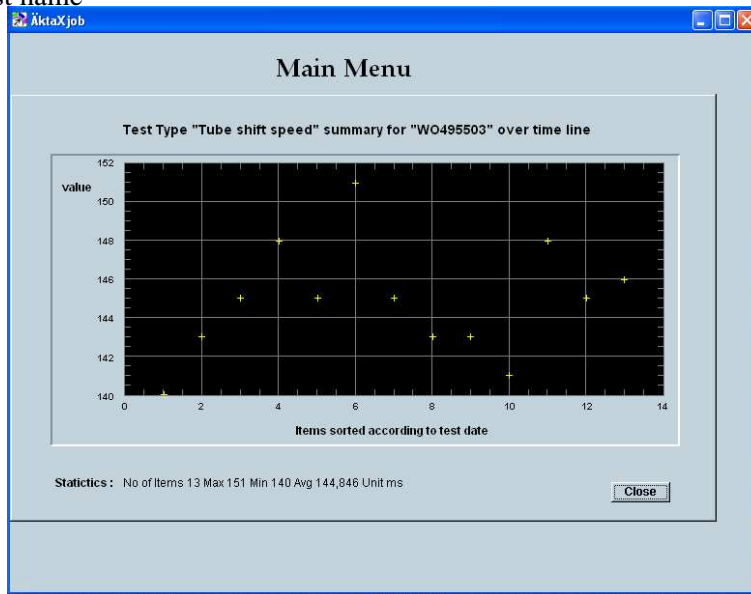 st name
ÄktaXjob
Main Menu
Test Type "Tube shift speed" summary for "WO495503" over time line
value
152
150
148
146
144
142
140
0 2 4 6 8 10 12 14
Items sorted according to test date
Statictics : No of Items 13 Max 151 Min 140 Avg 144,846 Unit ms
Close